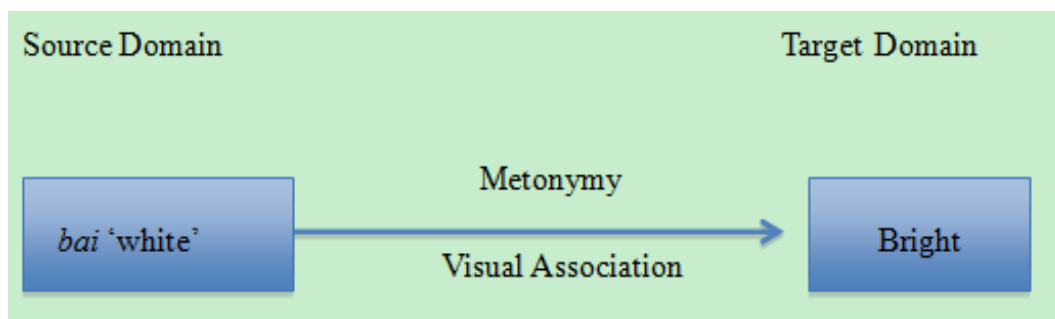 Source Domain Target Domain
Metonymy
bai ‘white’ Bright
Visual Association